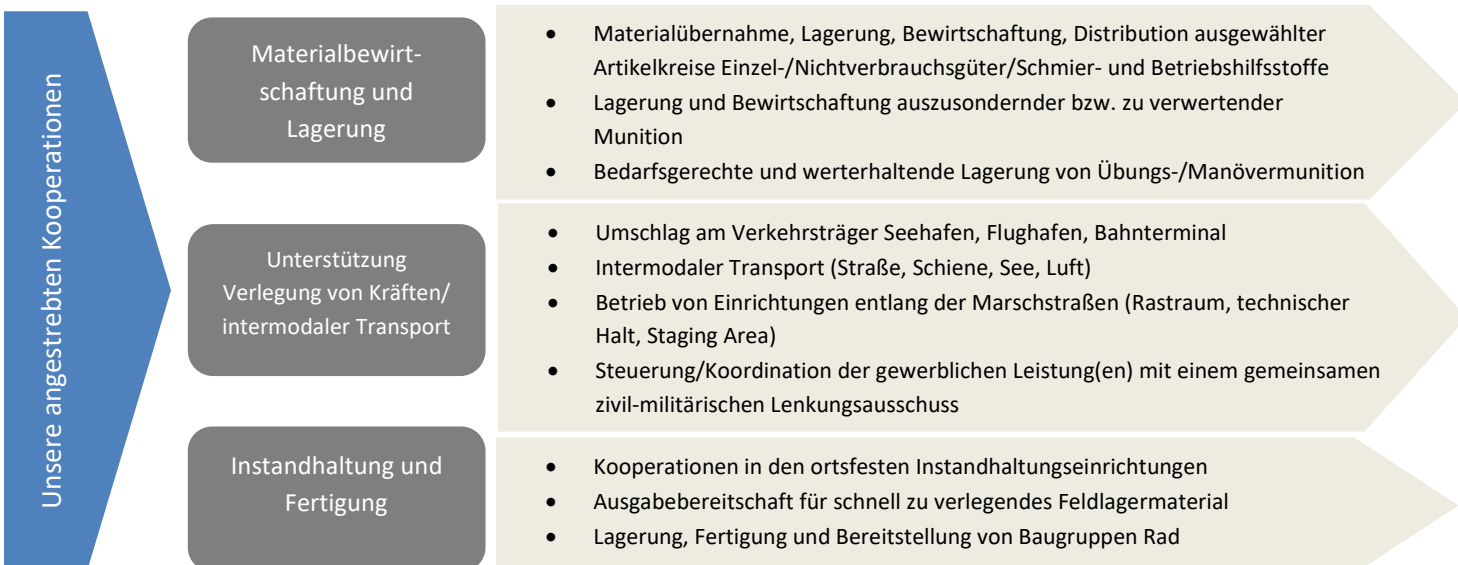 Unsere angestrebten Kooperationen
Materialbewirt-
schaftung und
Lagerung
• Materialübernahme, Lagerung, Bewirtschaftung, Distribution ausgewählter
Artikelkreise Einzel-/Nichtverbrauchsgüter/Schmier- und Betriebshilfsstoffe
• Lagerung und Bewirtschaftung auszusondernder bzw. zu verwertender
Munition
• Bedarfsgerechte und werterhaltende Lagerung von Übungs-/Manövermunition
Unterstützung
Verlegung von Kräften/
intermodaler Transport
• Umschlag am Verkehrsträger Seehafen, Flughafen, Bahnterminal
• Intermodaler Transport (Straße, Schiene, See, Luft)
• Betrieb von Einrichtungen entlang der Marschstraßen (Rastraum, technischer
Halt, Staging Area)
• Steuerung/Koordination der gewerblichen Leistung(en) mit einem gemeinsamen
zivil-militärischen Lenkungsausschuss
Instandhaltung und
Fertigung
• Kooperationen in den ortsfesten Instandhaltungseinrichtungen
• Ausgabebereitschaft für schnell zu verlegendes Feldlagermaterial
• Lagerung, Fertigung und Bereitstellung von Baugruppen Rad